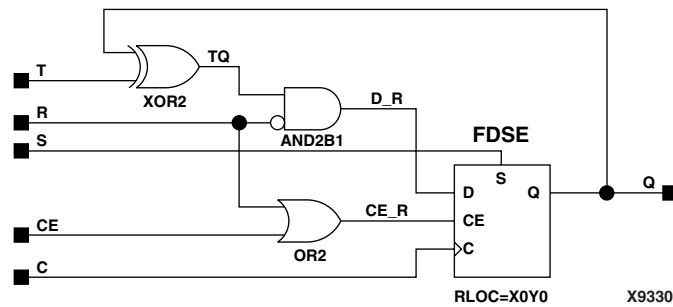 T
TQ
XOR2
R
D_R
AND2B1
FDSE
S
S
D
Q
Q
CE_R
CE
CE
OR2
C
C
RLOC=X0Y0
X9330